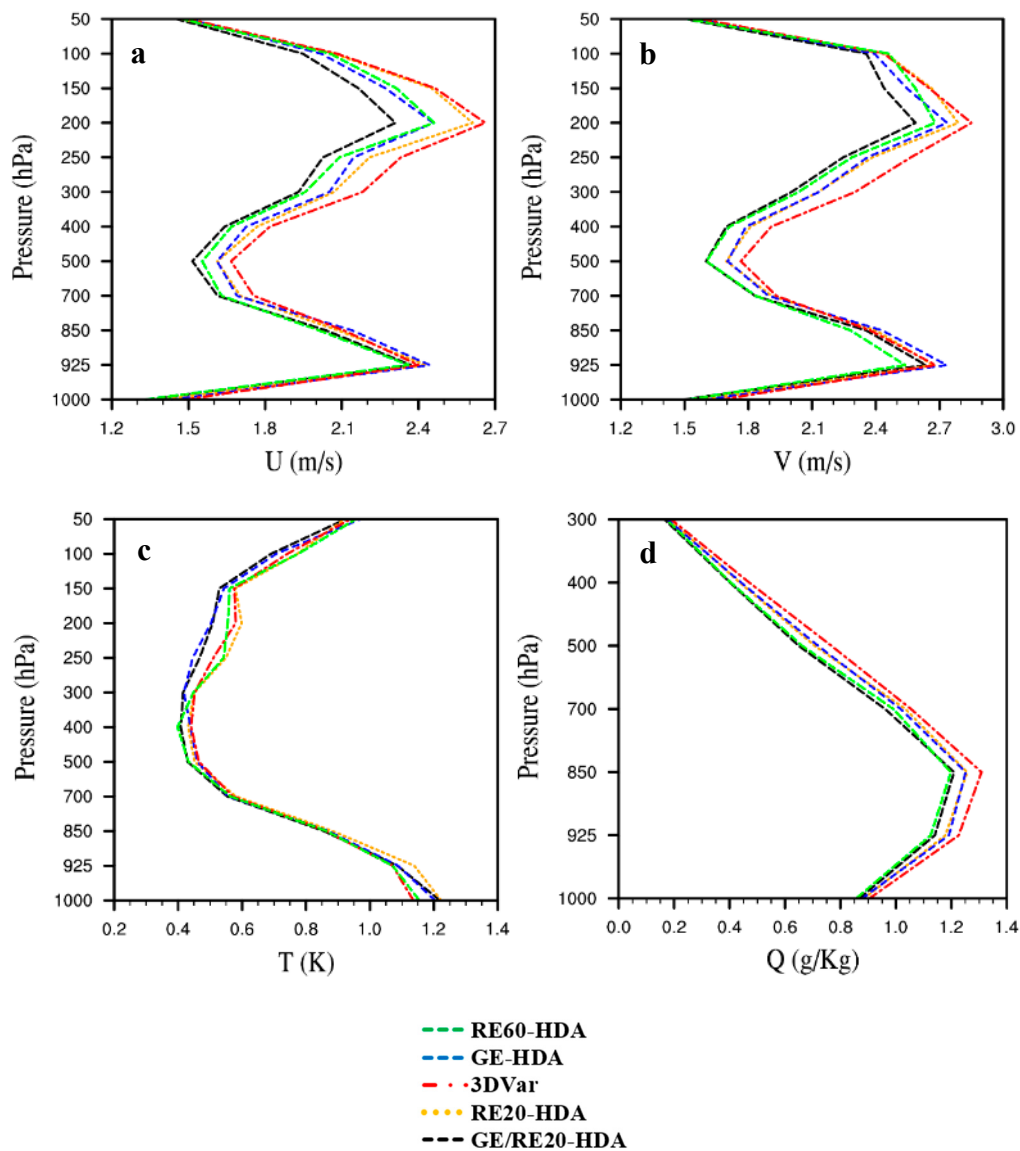 a
50
100
150
200
250
300
400
500
700
850
925
1000
Pressure (hPa)
1.2 1.5 1.8 2.1 2.4 2.7
U (m/s)
b
50
100
150
200
250
300
400
500
700
850
925
1000
Pressure (hPa)
1.2 1.5 1.8 2.1 2.4 2.7 3.0
V (m/s)
c
50
100
150
200
250
300
400
500
700
850
925
1000
Pressure (hPa)
0.2 0.4 0.6 0.8 1.0 1.2 1.4
T (K)
d
300
400
500
700
850
925
1000
Pressure (hPa)
0.0 0.2 0.4 0.6 0.8 1.0 1.2 1.4
Q (g/Kg)
RE60-HDA
GE-HDA
3DVar
RE20-HDA
GE/RE20-HDA